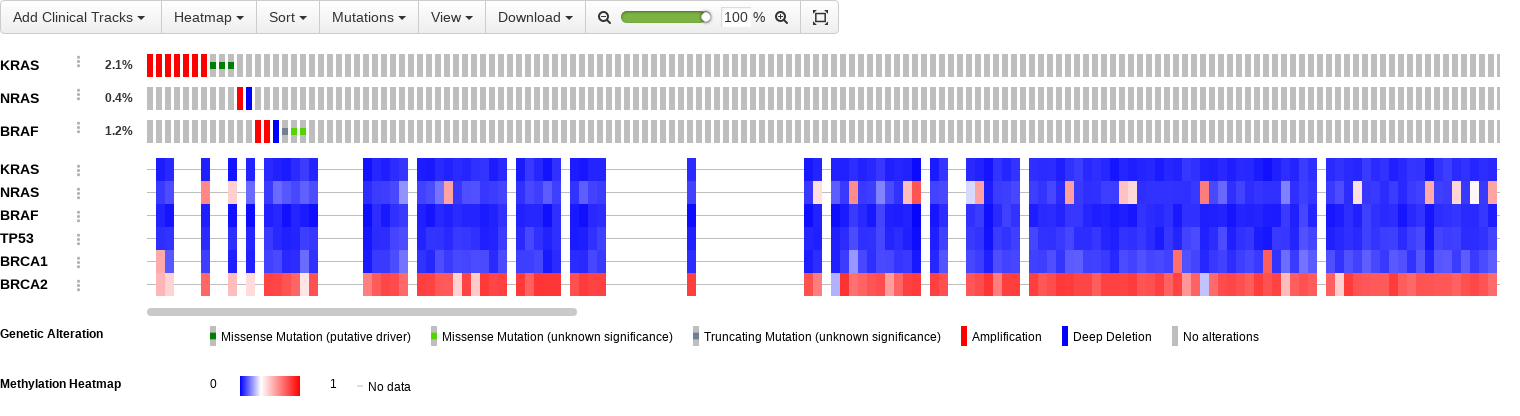 Add Clinical Tracks Heatmap Sort Mutations View Download 100 %
KRAS 2.1%
NRAS 0.4%
BRAF 1.2%
KRAS
NRAS
BRAF
TP53
BRCA1
BRCA2
Genetic Alteration Missense Mutation (putative driver) Missense Mutation (unknown significance) Truncating Mutation (unknown significance) Amplification Deep Deletion No alterations
Methylation Heatmap 0 1 No data